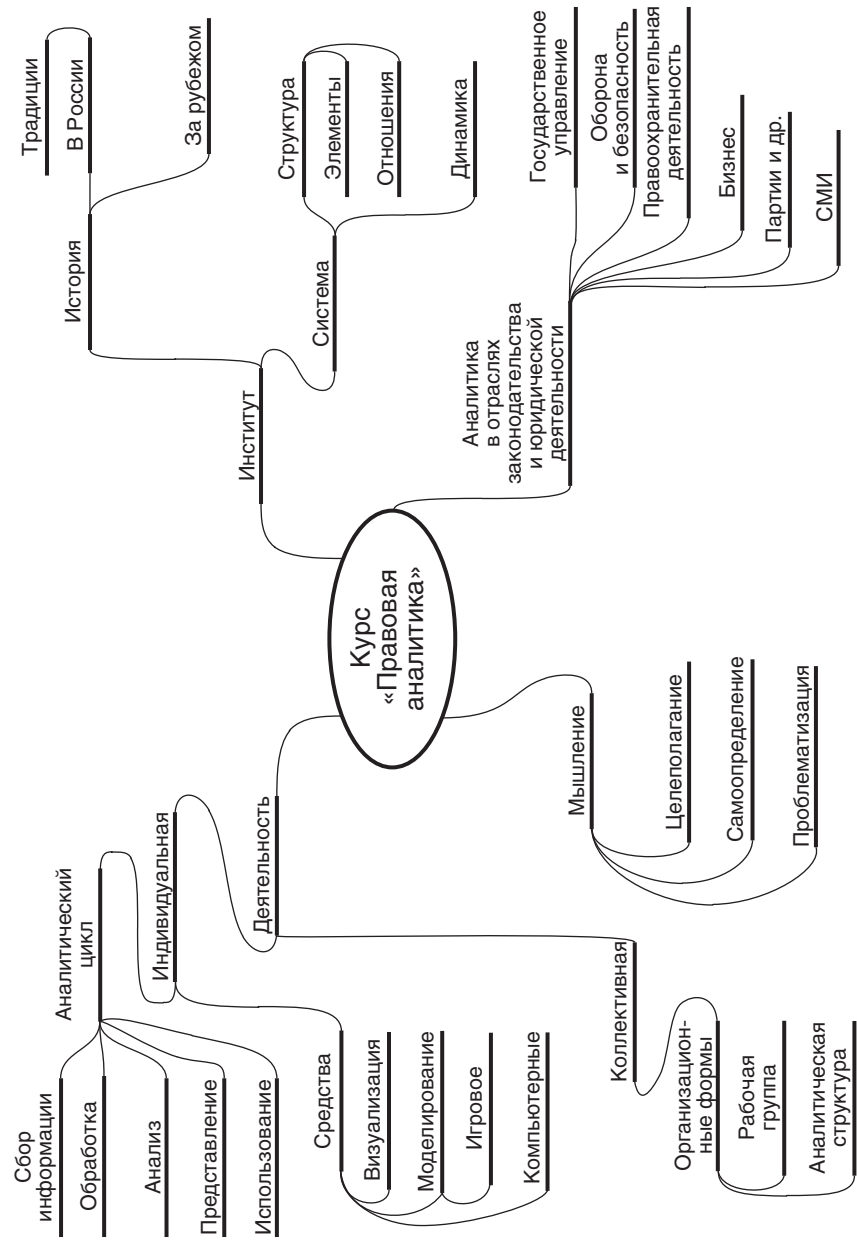 Курс
«Правовая
аналитика»
Институт
История
Традиции
В России
За рубежом
Система
Структура
Элементы
Отношения
Динамика
Аналитика
в отраслях
законодательства
и юридической
деятельности
Государственное
управление
Оборона
и безопасность
Правоохранительная
деятельность
Бизнес
Партии и др.
СМИ
Деятельность
Индивидуальная
Аналитический
цикл
Сбор
информации
Обработка
Анализ
Представление
Использование
Средства
Визуализация
Моделирование
Игровое
Компьютерные
Коллективная
Организацион-
ные формы
Рабочая
группа
Аналитическая
структура
Мышление
Целеполагание
Самоопределение
Проблематизация